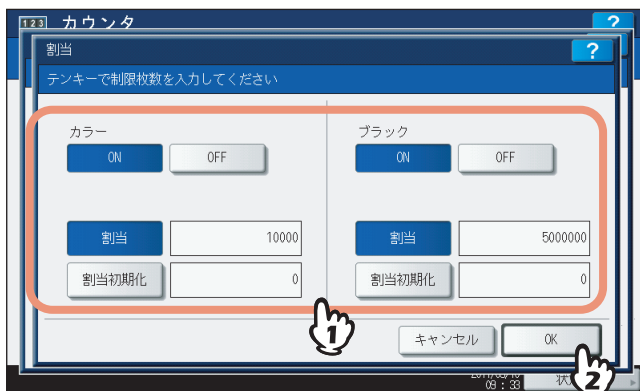 123 カウンタ ?
割当 ?
テンキーで制限枚数を入力してください
カラー ブラック
ON OFF ON OFF
割当 10000 割当 5000000
割当初期化 0 割当初期化 0
1
キャンセル OK
2
09:33 状